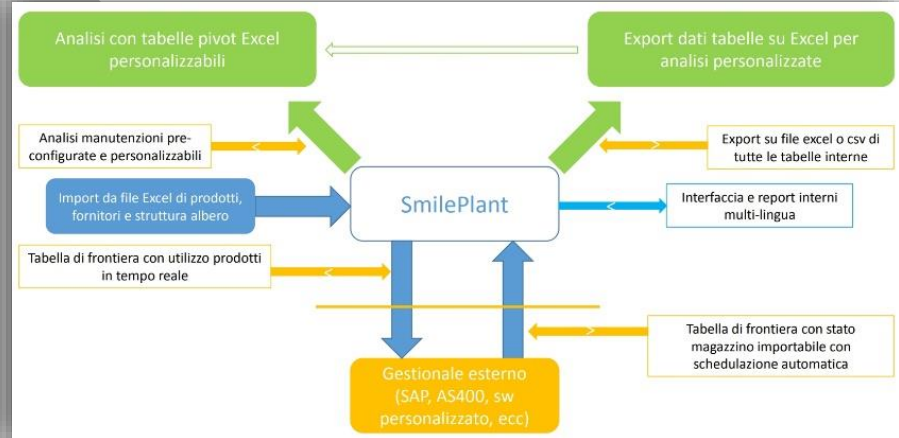 Analisi con tabelle pivot Excel
personalizzabili
Export dati tabelle su Excel per
analisi personalizzate
Analisi manutenzioni pre-
configurate e personalizzabili
Export su file excel o csv di
tutte le tabelle interne
Import da file Excel di prodotti,
fornitori e struttura albero
SmilePlant
Interfaccia e report interni
multi-lingua
Tabella di frontiera con utilizzo prodotti
in tempo reale
Tabella di frontiera con stato
magazzino importabile con
schedulazione automatica
Gestionale esterno
(SAP, AS400, sw
personalizzato, ecc)